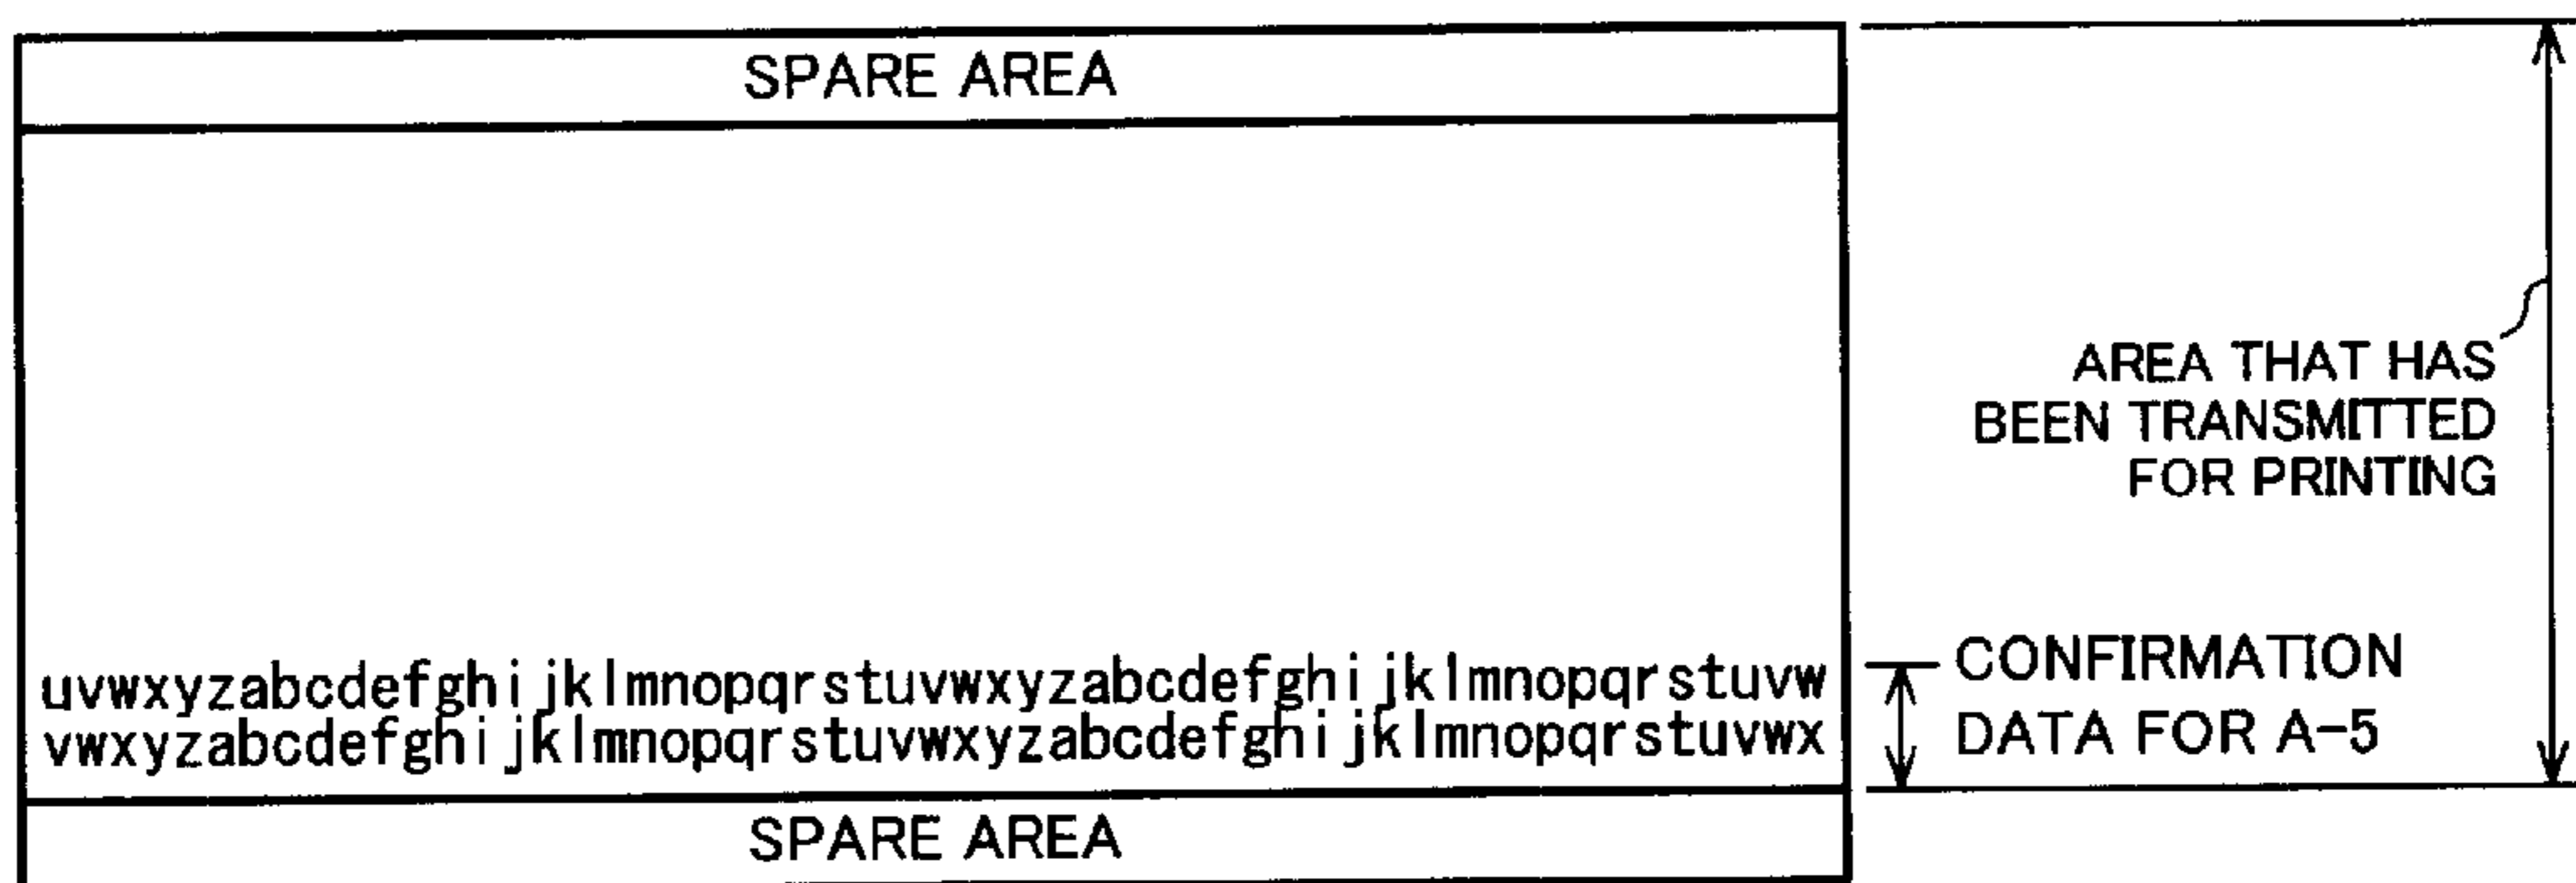 SPARE AREA
AREA THAT HAS
BEEN TRANSMITTED
FOR PRINTING
uvwxyzabcdefghijklmnopqrstuvwxyzabcdefghijklmnopqrstuvw
vwxyzabcdefghijklmnopqrstuvwxyzabcdefghijklmnopqrstuvwx
CONFIRMATION
DATA FOR A-5
SPARE AREA